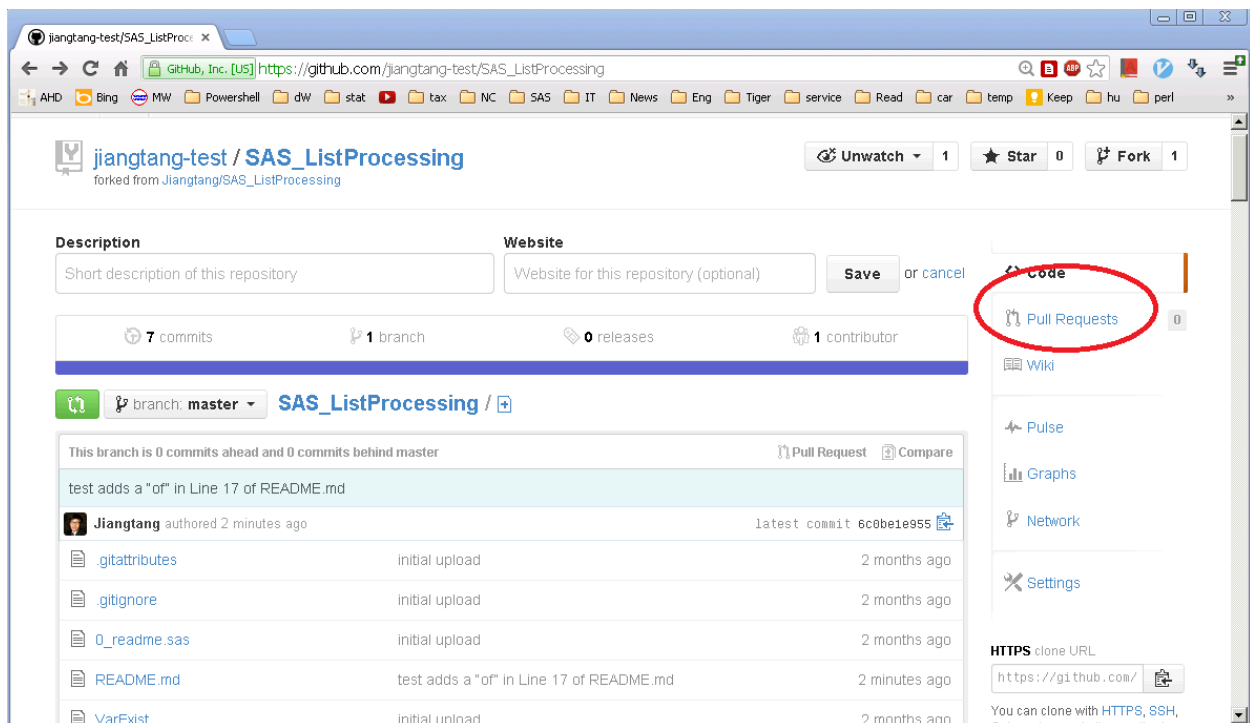 jiangtang-test/SAS_ListProce
GitHub, Inc. [US] https://github.com/jiangtang-test/SAS_ListProcessing
AHD Bing MW Powershell dW stat tax NC SAS IT News Eng Tiger service Read car temp Keep hu perl »
jiangtang-test / SAS_ListProcessing
forked from Jiangtang/SAS_ListProcessing
Unwatch 1 Star 0 Fork 1
Description Website
Short description of this repository Website for this repository (optional) Save or cancel
Code
Pull Requests 0
Wiki
Pulse
Graphs
Network
Settings
HTTPS clone URL
https://github.com/
You can clone with HTTPS, SSH,
7 commits 1 branch 0 releases 1 contributor
branch: master SAS_ListProcessing /
This branch is 0 commits ahead and 0 commits behind master Pull Request Compare
test adds a "of" in Line 17 of README.md
Jiangtang authored 2 minutes ago latest commit 6c0be1e955
.gitattributes initial upload 2 months ago
.gitignore initial upload 2 months ago
0_readme.sas initial upload 2 months ago
README.md test adds a "of" in Line 17 of README.md 2 minutes ago
VarExist initial upload 2 months ago